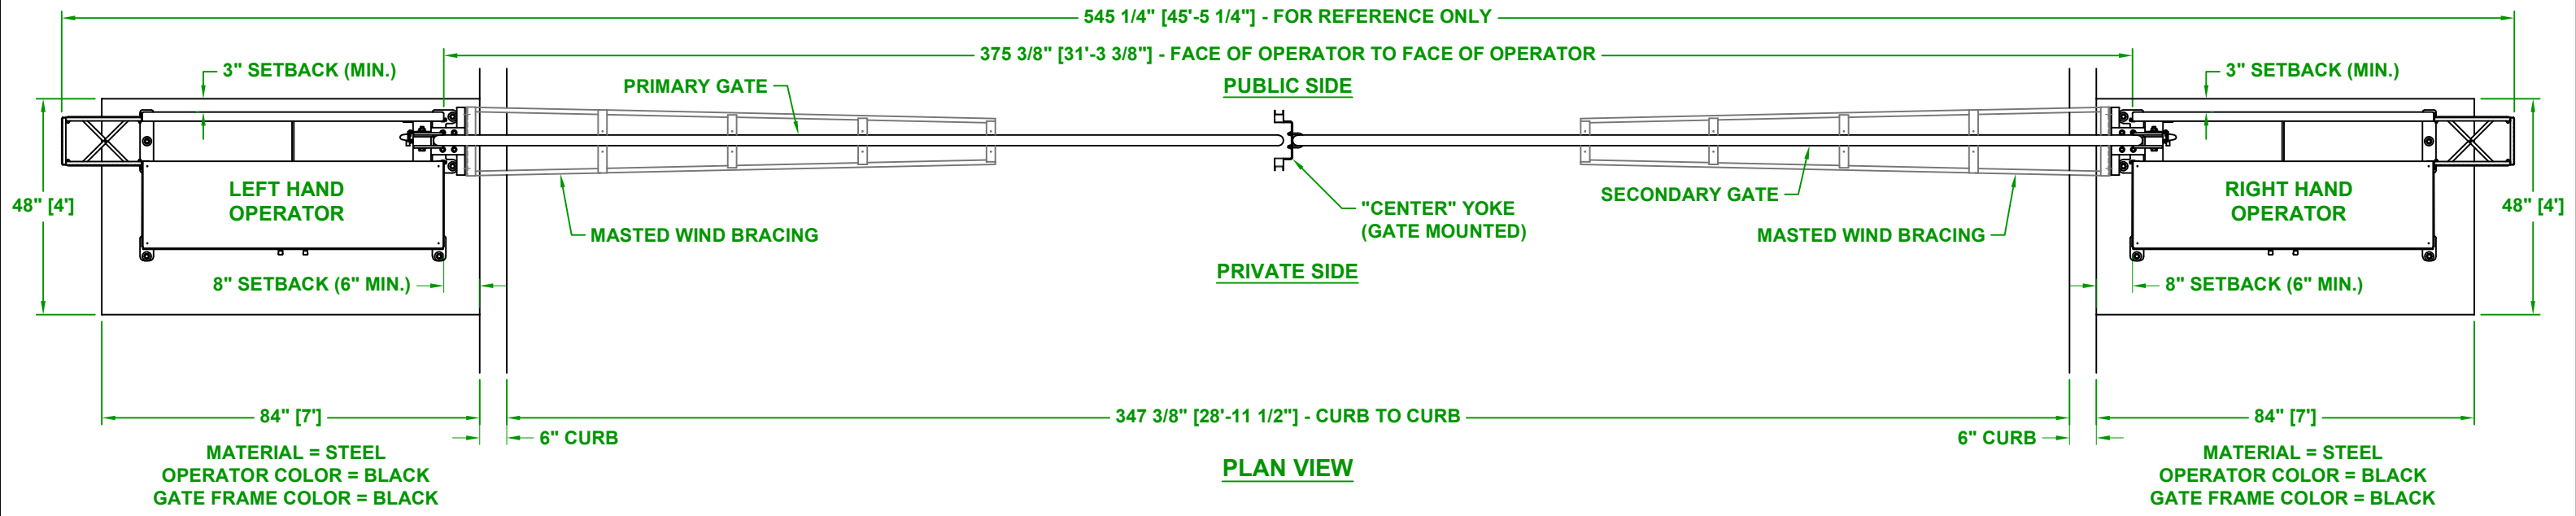 545 1/4" [45'-5 1/4"] - FOR REFERENCE ONLY
375 3/8" [31'-3 3/8"] - FACE OF OPERATOR TO FACE OF OPERATOR
3" SETBACK (MIN.)
PRIMARY GATE
PUBLIC SIDE
3" SETBACK (MIN.)
LEFT HAND
OPERATOR
48" [4']
MASTED WIND BRACING
"CENTER" YOKE
(GATE MOUNTED)
SECONDARY GATE
MASTED WIND BRACING
RIGHT HAND
OPERATOR
48" [4']
PRIVATE SIDE
8" SETBACK (6" MIN.)
8" SETBACK (6" MIN.)
84" [7']
347 3/8" [28'-11 1/2"] - CURB TO CURB
84" [7']
6" CURB
6" CURB
MATERIAL = STEEL
OPERATOR COLOR = BLACK
GATE FRAME COLOR = BLACK
PLAN VIEW
MATERIAL = STEEL
OPERATOR COLOR = BLACK
GATE FRAME COLOR = BLACK